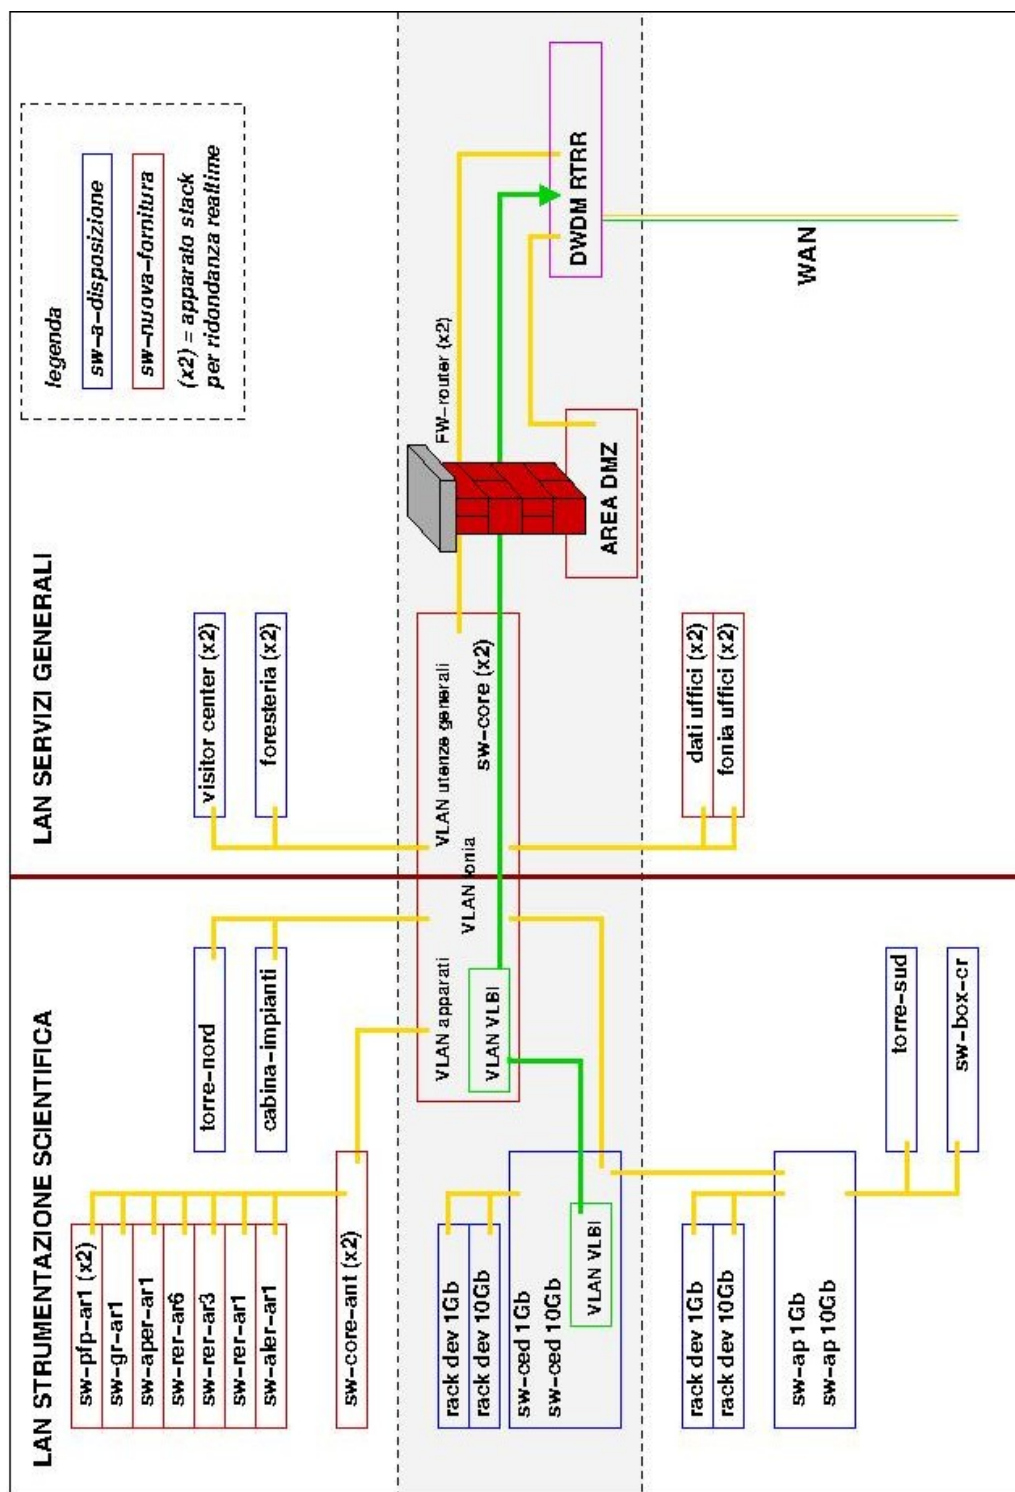 LAN STRUMENTAZIONE SCIENTIFICA
LAN SERVIZI GENERALI
legenda
sw-a-disposizione
sw-nuova-fornitura
(x2) = apparato stack
per ridondanza realtime
sw-pfp-ar1 (x2)
sw-gr-ar1
sw-aper-ar1
sw-rer-ar6
sw-rer-ar3
sw-rer-ar1
sw-aler-ar1
sw-core-ant (x2)
torre-nord
cabina-impianti
visitor center (x2)
foresteria (x2)
VLAN apparati
VLAN fonia
VLAN utenze generali
VLAN VLBI
sw-core (x2)
FW-router (x2)
AREA DMZ
DWDM RTRR
WAN
rack dev 1Gb
rack dev 10Gb
sw-ced 1Gb
sw-ced 10Gb
VLAN VLBI
dati uffici (x2)
fonia uffici (x2)
rack dev 1Gb
rack dev 10Gb
sw-ap 1Gb
sw-ap 10Gb
torre-sud
sw-box-cr